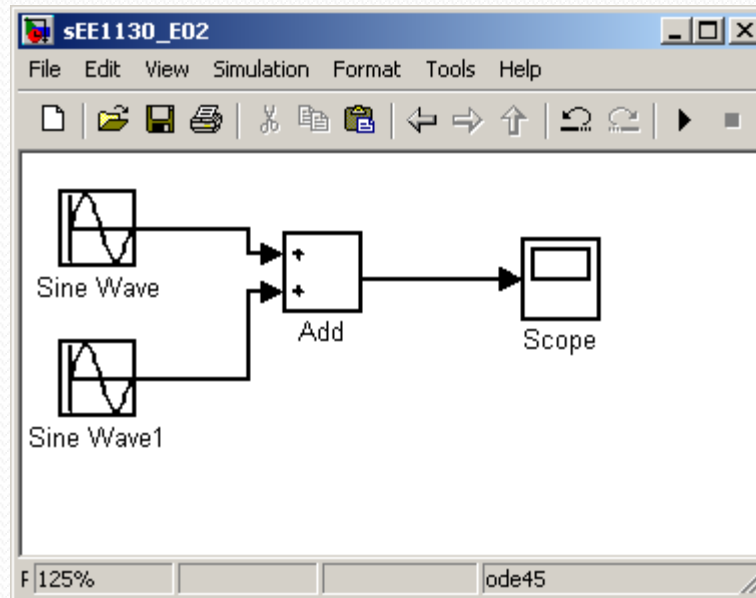 sEE1130_E02
File Edit View Simulation Format Tools Help
Sine Wave
Add
Scope
Sine Wave1
F 125% ode45